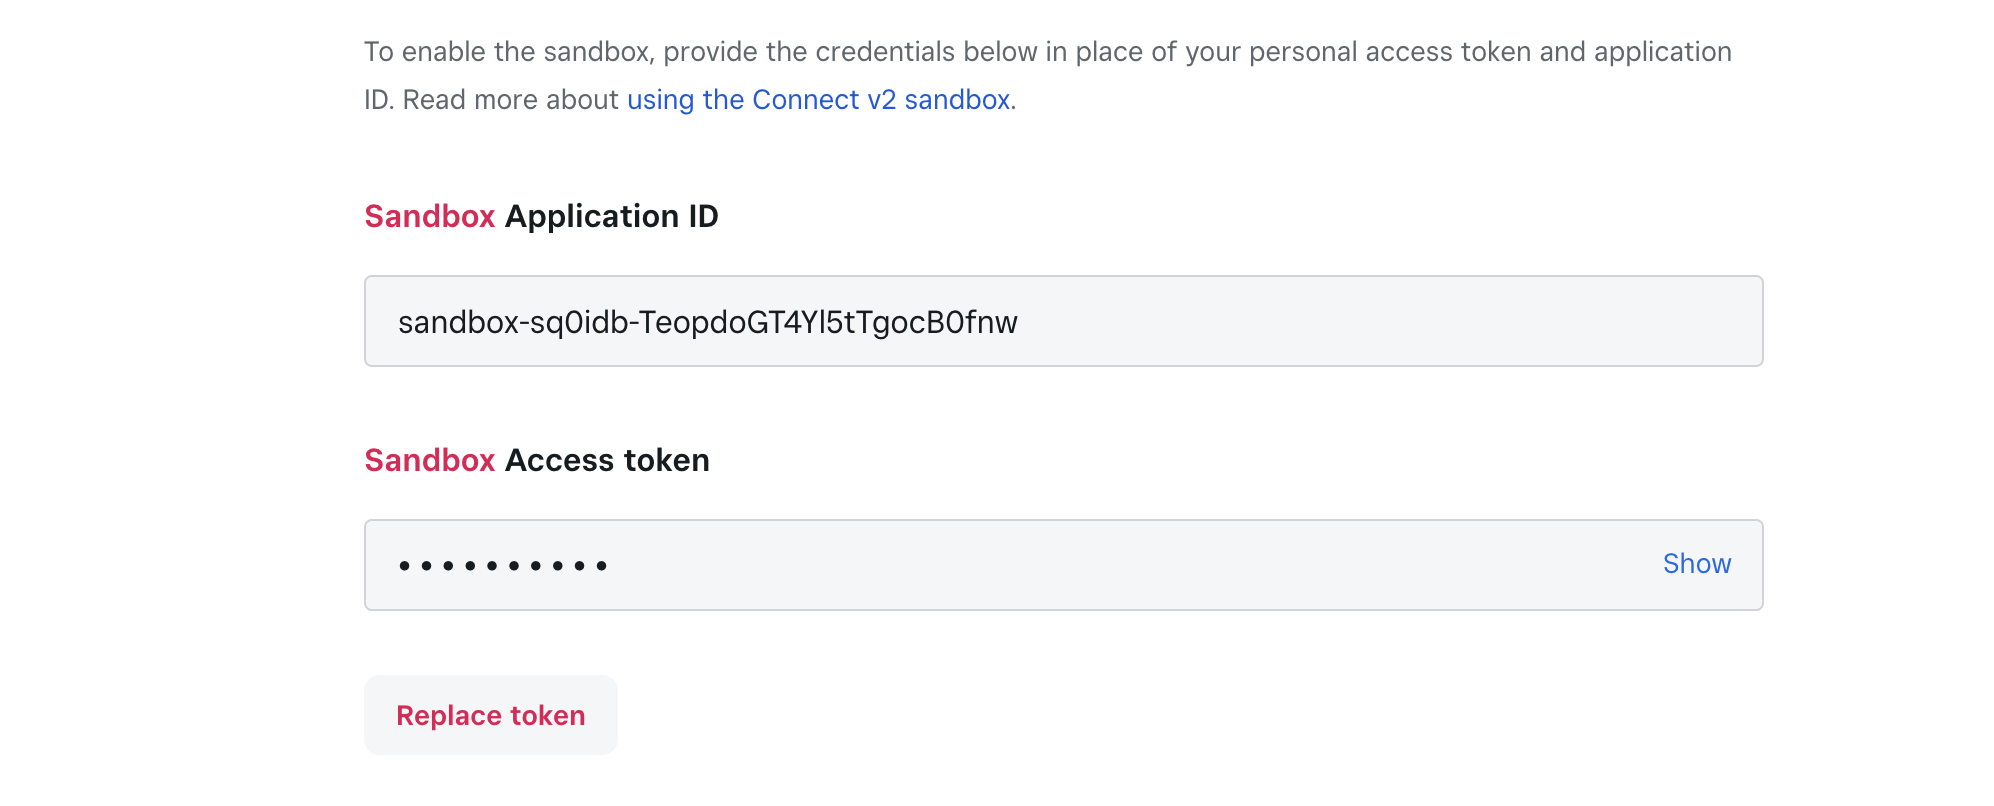 To enable the sandbox, provide the credentials below in place of your personal access token and application
ID. Read more about using the Connect v2 sandbox.
Sandbox Application ID
sandbox-sq0idb-TeopdoGT4Yl5tTgocB0fnw
Sandbox Access token
••••••••••
Show
Replace token